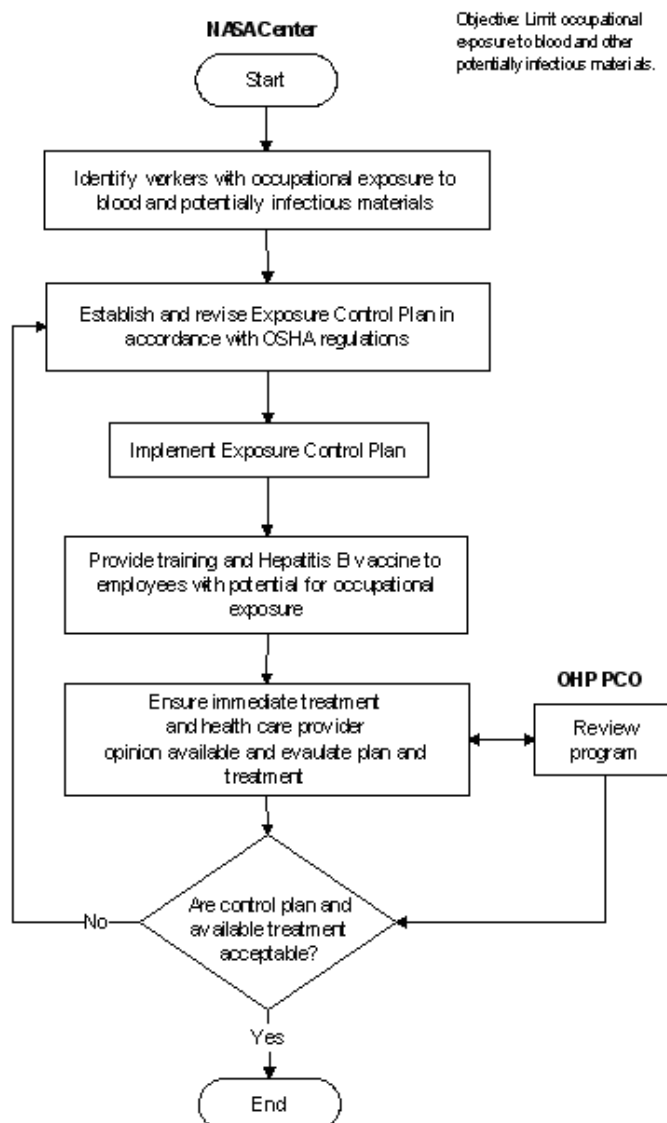 NASA Center
Objective: Limit occupational
exposure to blood and other
potentially infectious materials.
Start
Identify workers with occupational exposure to
blood and potentially infectious materials
Establish and revise Exposure Control Plan in
accordance with OSHA regulations
Implement Exposure Control Plan
Provide training and Hepatitis B vaccine to
employees with potential for occupational
exposure
OHP PCO
Ensure immediate treatment
and health care provider
opinion available and evaulate plan and
treatment
Review
program
Are control plan and
available treatment
acceptable?
No
Yes
End